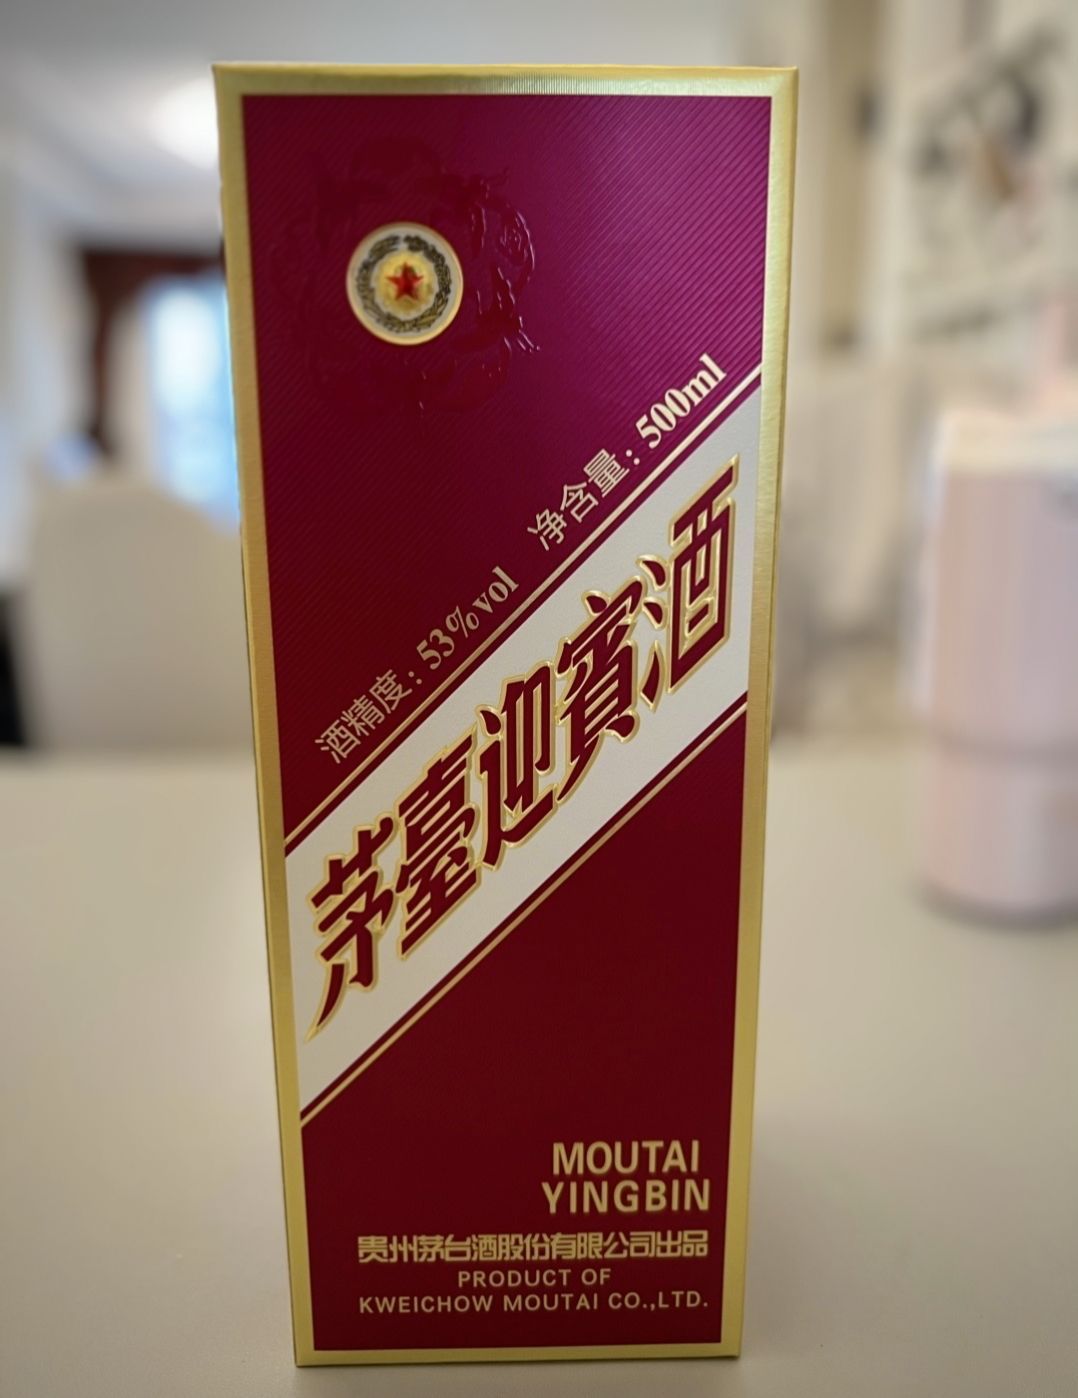 酒精度：53%vol 净含量：500ml
茅臺迎賓酒
MOUTAI
YINGBIN
贵州茅台酒股份有限公司出品
PRODUCT OF
KWEICHOW MOUTAI CO.,LTD.